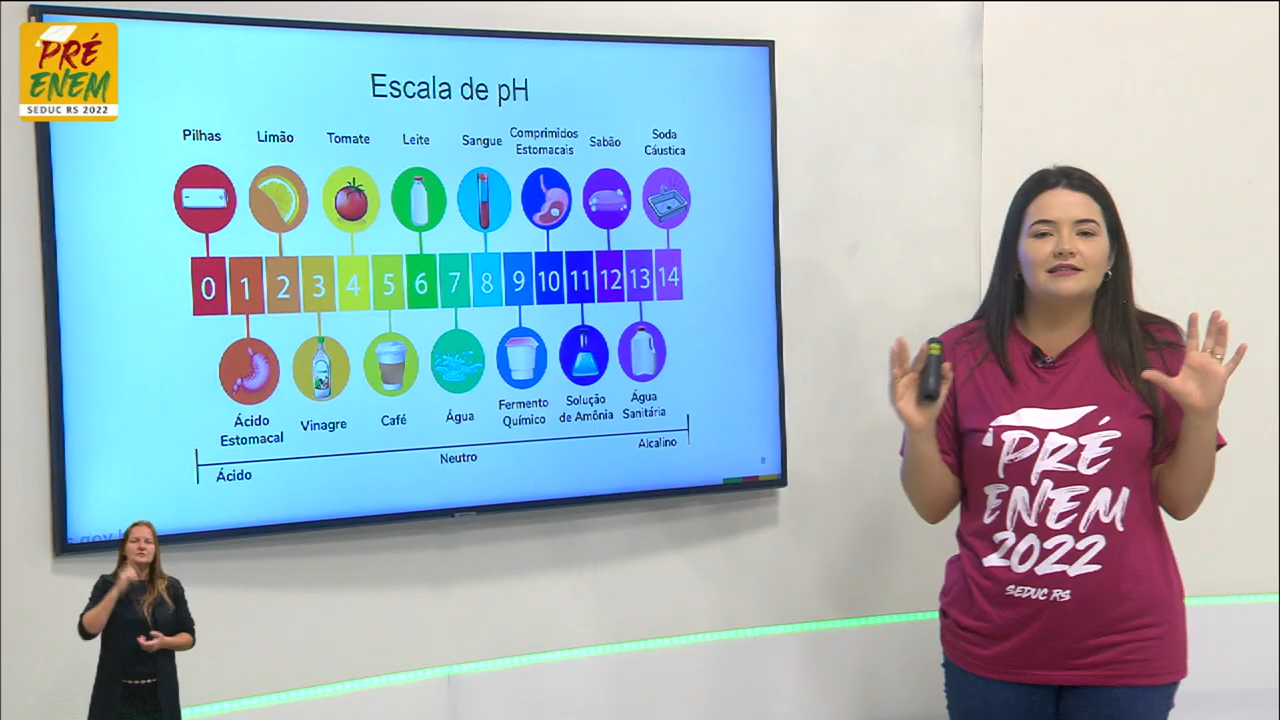 PRÉ
ENEM
SEDUC RS 2022
Escala de pH
Pilhas
Limão
Tomate
Leite
Sangue
Comprimidos
Estomacais
Sabão
Soda
Cáustica
0 1 2 3 4 5 6 7 8 9 10 11 12 13 14
Ácido
Estomacal
Vinagre
Café
Água
Fermento
Químico
Solução
de Amônia
Água
Sanitária
Ácido
Neutro
Alcalino
8
PRÉ
ENEM
2022
SEDUC RS